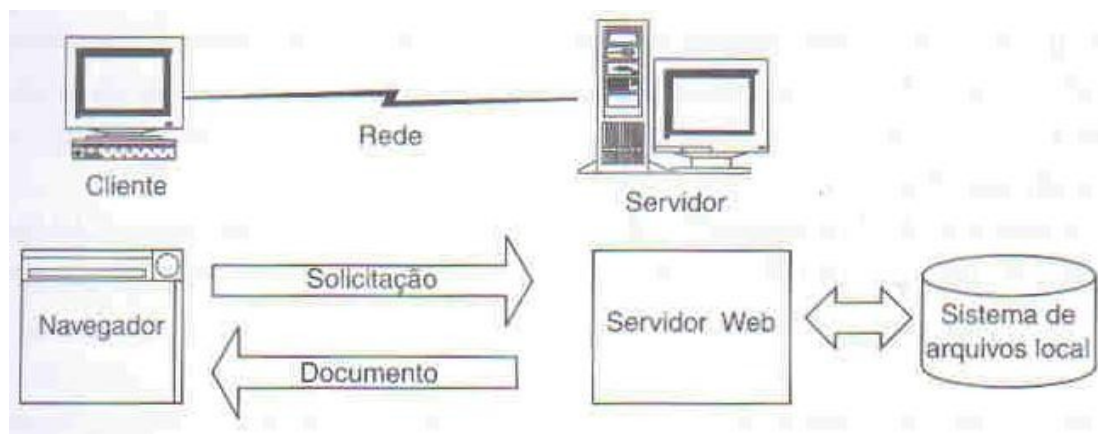 Rede
Cliente
Servidor
Solicitação
Navegador
Servidor Web
Sistema de
arquivos local
Documento